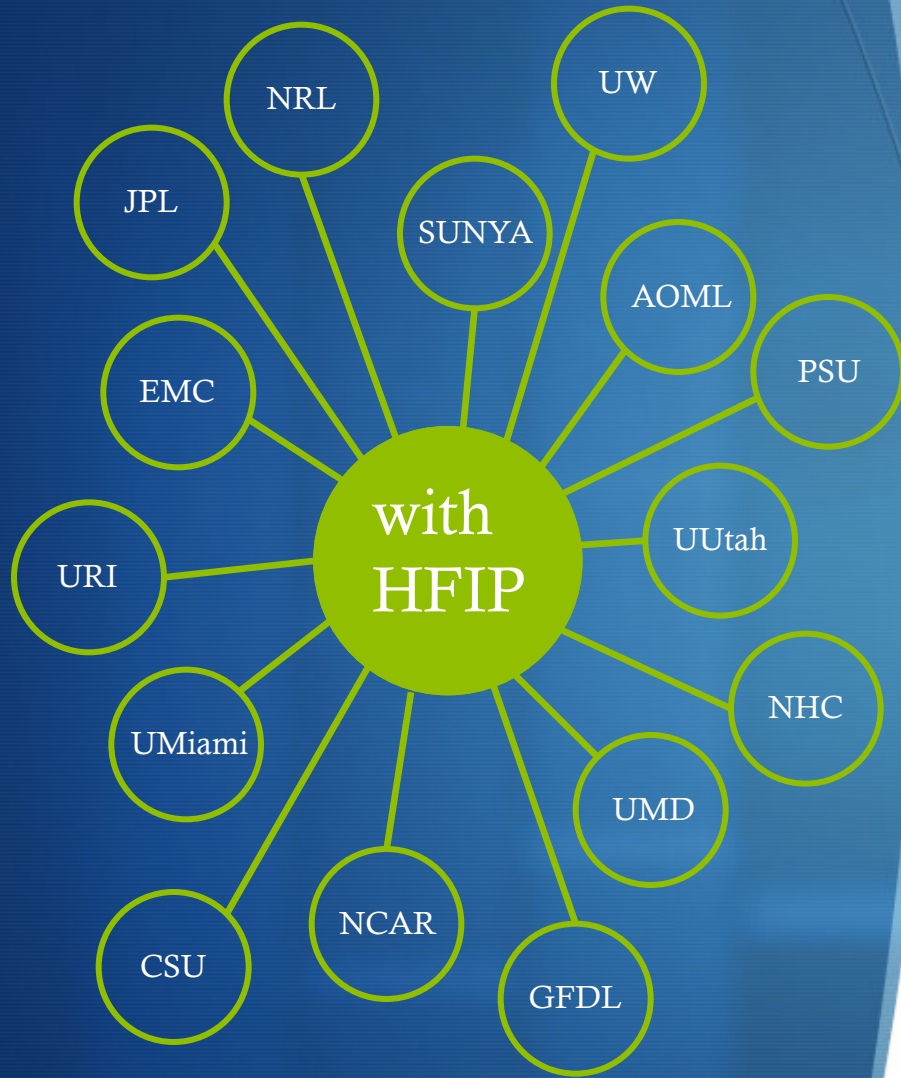 UW
NRL
JPL
SUNYA
AOML
PSU
EMC
with
HFIP
UUtah
URI
NHC
UMiami
UMD
NCAR
CSU
GFDL